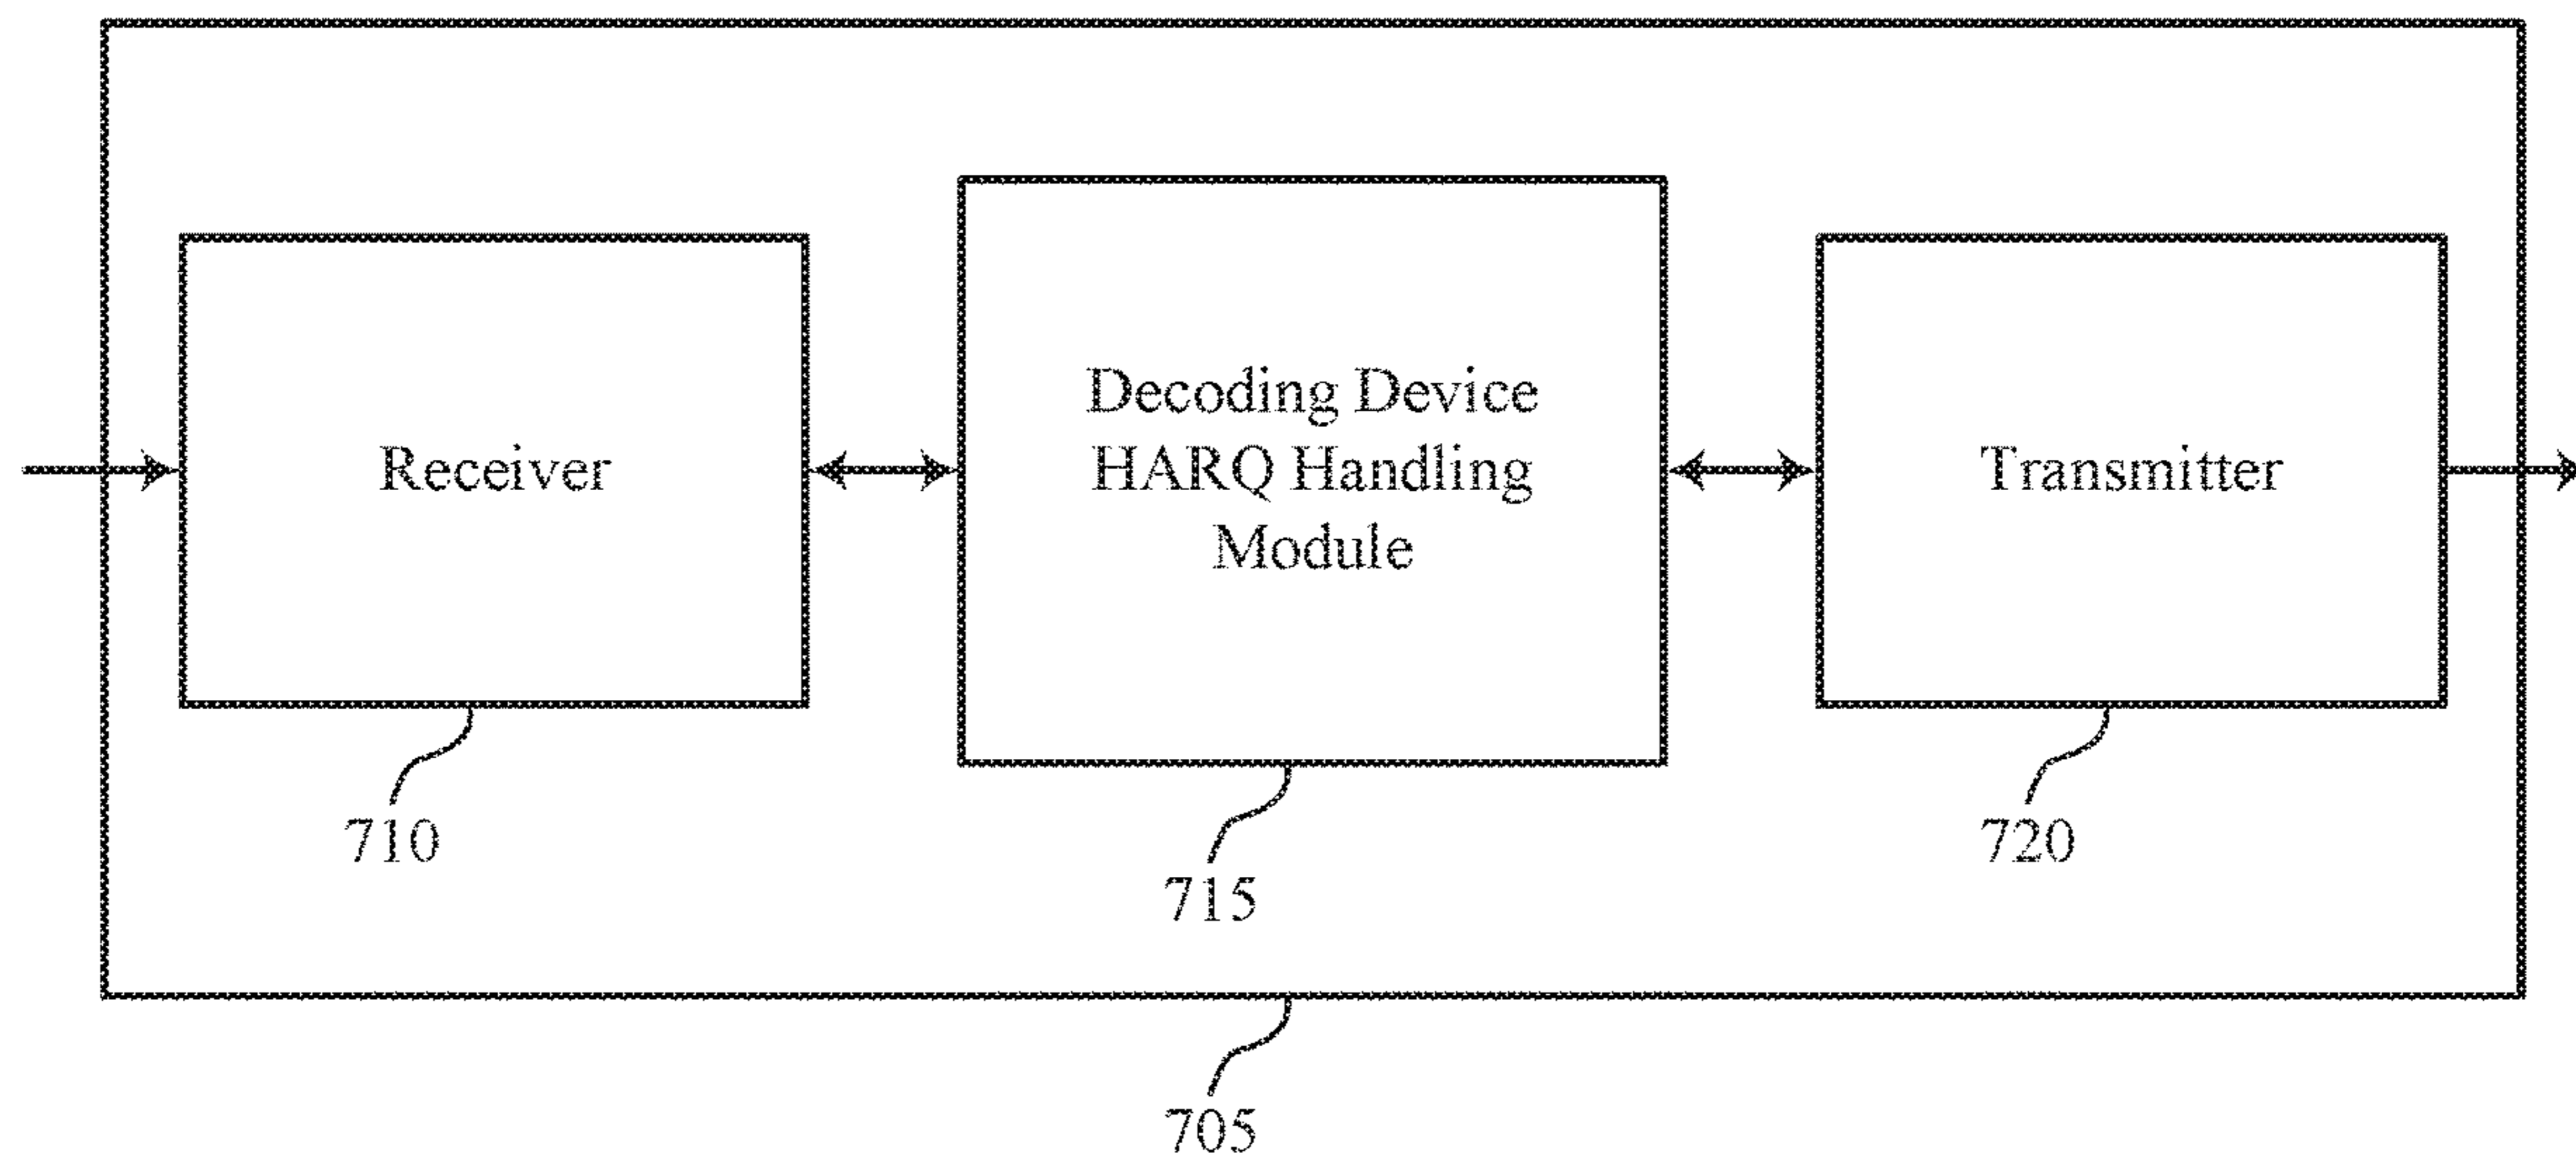 Receiver
Decoding Device
HARQ Handling
Module
Transmitter
710
715
720
705